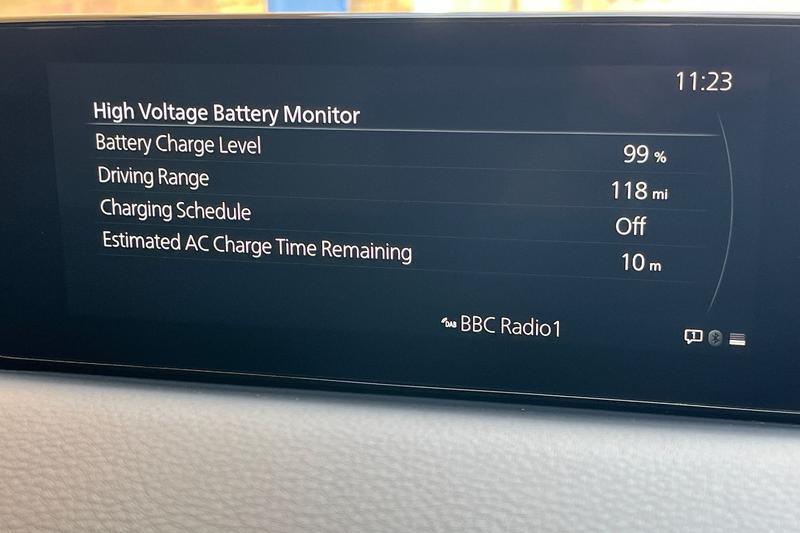 11:23
High Voltage Battery Monitor
Battery Charge Level 99 %
Driving Range 118 mi
Charging Schedule Off
Estimated AC Charge Time Remaining 10 m
DAB BBC Radio1
1